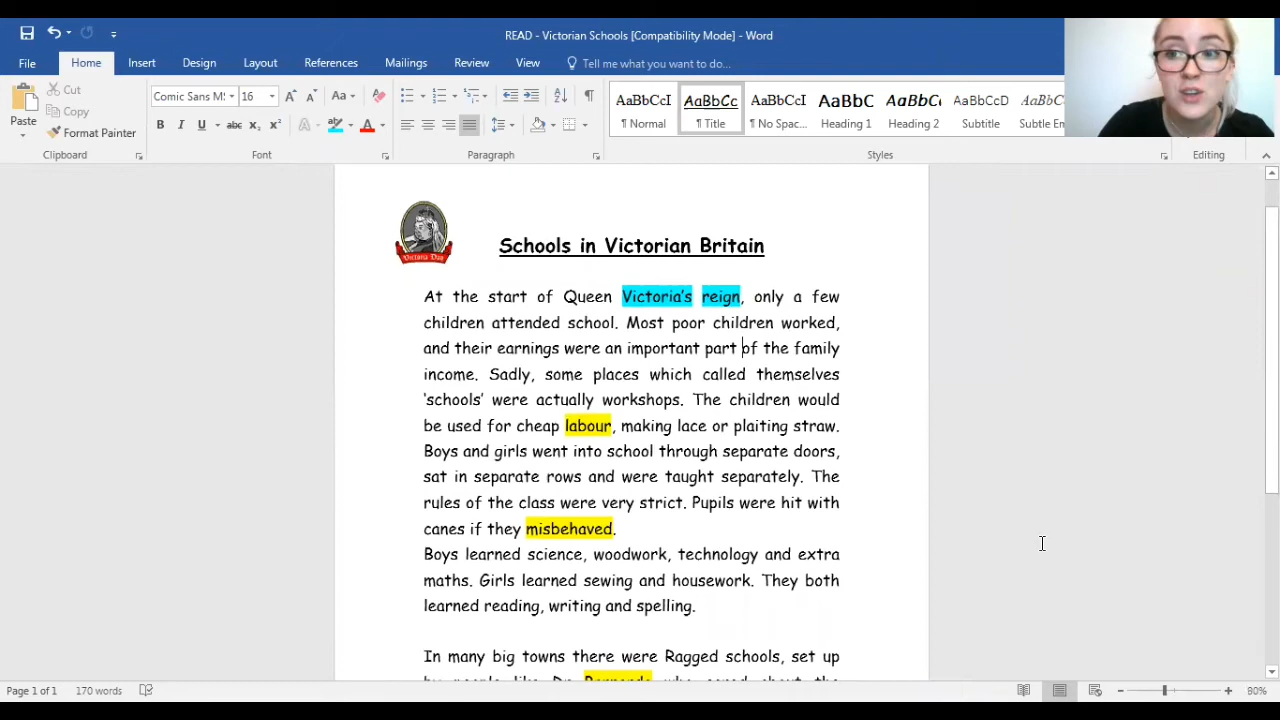 READ - Victorian Schools [Compatibility Mode] - Word
File Home Insert Design Layout References Mailings Review View Tell me what you want to do...
Paste
Cut
Copy
Format Painter
Clipboard
Comic Sans MS 16
Font
Paragraph
AaBbCcI AaBbCc AaBbCcI AaBbC AaBbC AaBbCcD AaBbCc
¶ Normal ¶ Title ¶ No Spac... Heading 1 Heading 2 Subtitle Subtle Em
Styles
Editing
Victoria Day
Schools in Victorian Britain
At the start of Queen Victoria's reign, only a few
children attended school. Most poor children worked,
and their earnings were an important part of the family
income. Sadly, some places which called themselves
'schools' were actually workshops. The children would
be used for cheap labour, making lace or plaiting straw.
Boys and girls went into school through separate doors,
sat in separate rows and were taught separately. The
rules of the class were very strict. Pupils were hit with
canes if they misbehaved.
Boys learned science, woodwork, technology and extra
maths. Girls learned sewing and housework. They both
learned reading, writing and spelling.
In many big towns there were Ragged schools, set up
Page 1 of 1 170 words
80%